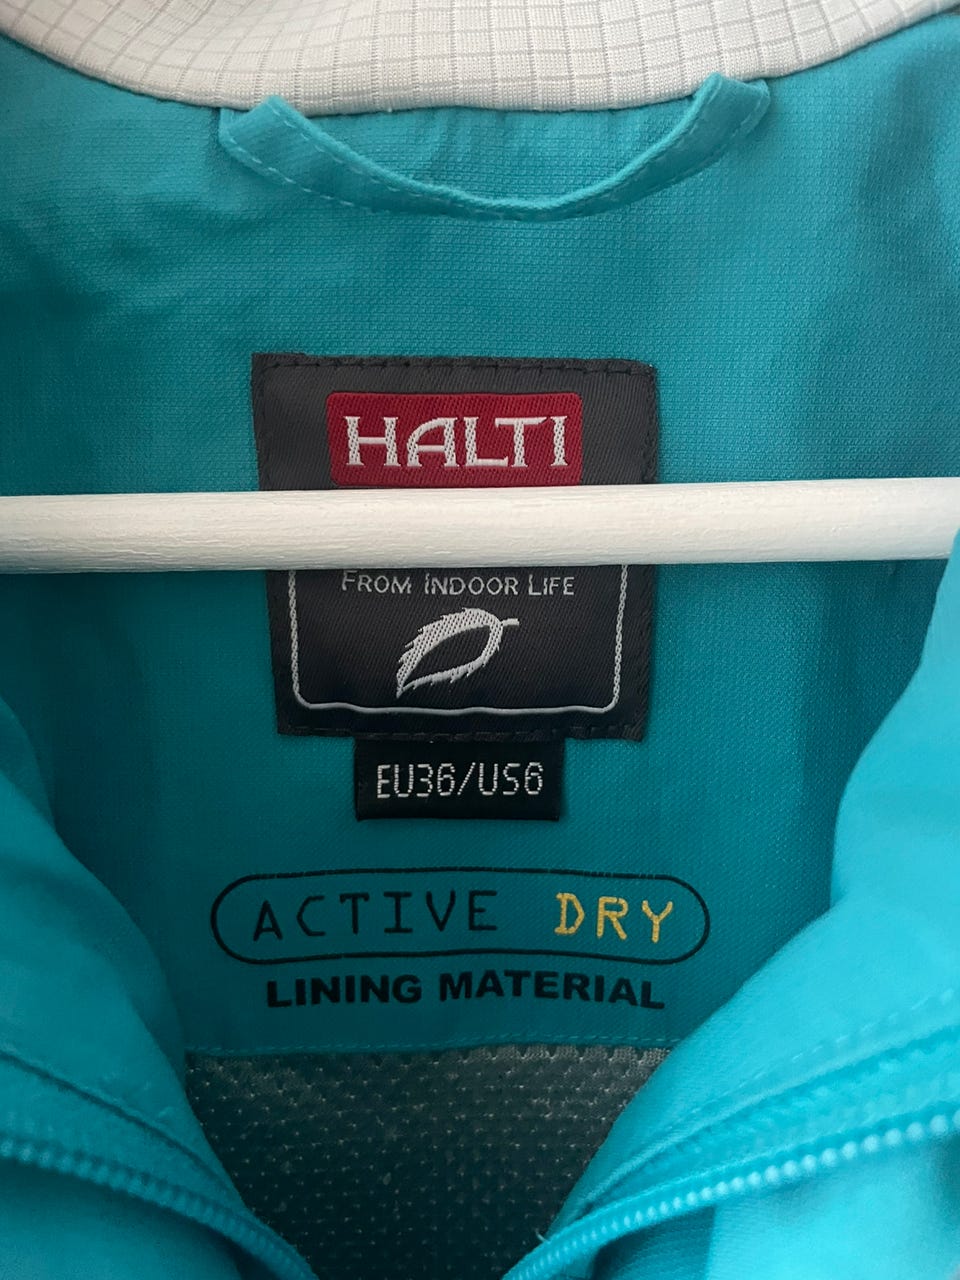 HALTI
FROM INDOOR LIFE
EU36/US6
ACTIVE DRY
LINING MATERIAL